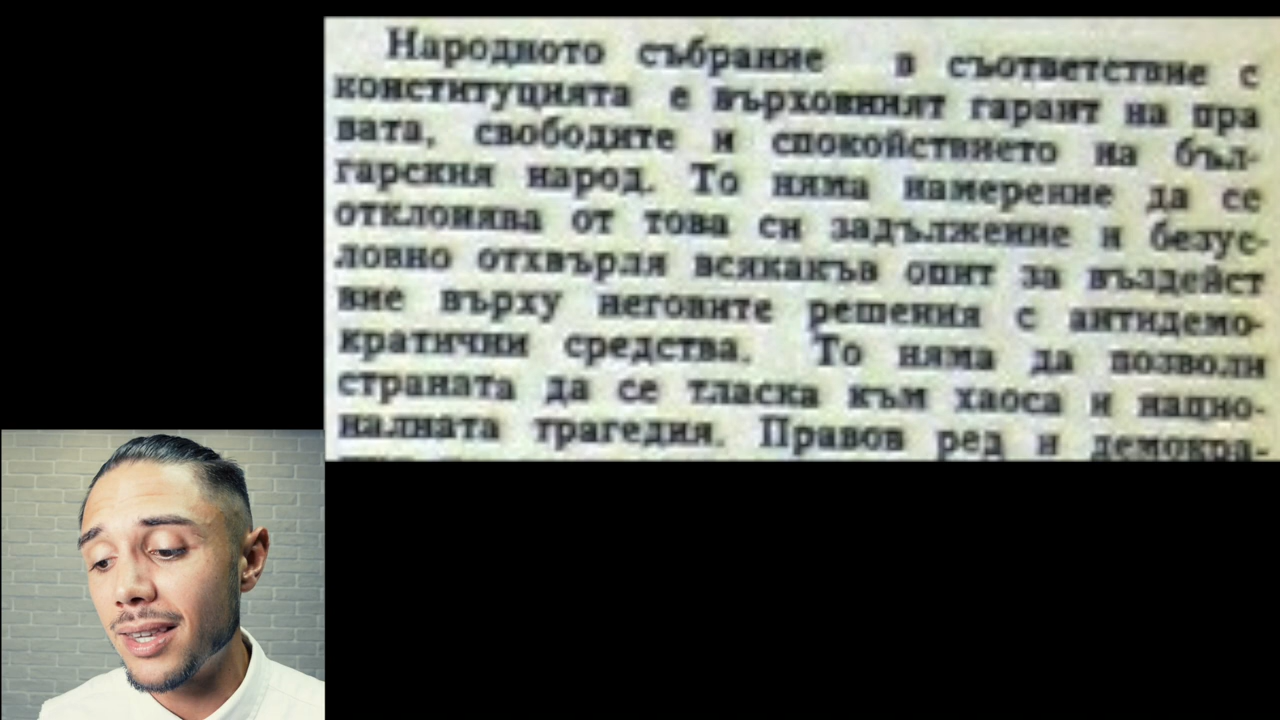 Народното събрание в съответствие с
конституцията е върховният гарант на пра
вата, свободите и спокойствието на бъл-
гарския народ. То няма намерение да се
отклонява от това си задължение и безус-
ловно отхвърля всякакъв опит за въздейст
вие върху неговите решения с антидемо-
кратични средства. То няма да позволи
страната да се тласка към хаоса и нацио-
налната трагедия. Правов ред и демокра-